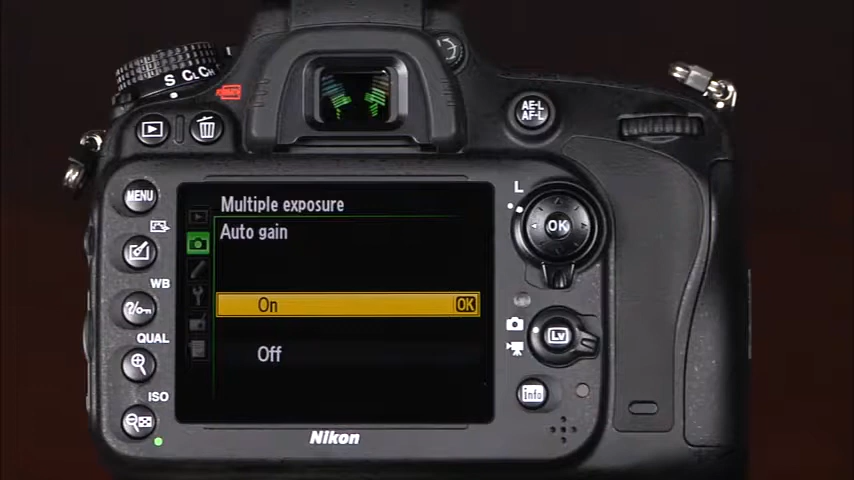 S CL CH
AE-L
AF-L
MENU
L
OK
Multiple exposure
Auto gain
WB
On OK
QUAL
Lv
Off
ISO
info
Nikon